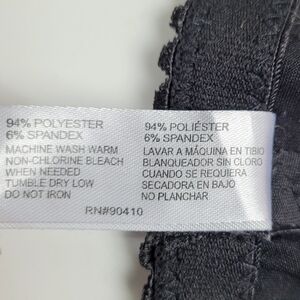 94% POLYESTER
6% SPANDEX
MACHINE WASH WARM
NON-CHLORINE BLEACH
WHEN NEEDED
TUMBLE DRY LOW
DO NOT IRON
94% POLIÉSTER
6% SPANDEX
LAVAR A MÁQUINA EN TIBIO
BLANQUEADOR SIN CLORO
CUANDO SE REQUIERA
SECADORA EN BAJO
NO PLANCHAR
RN#90410